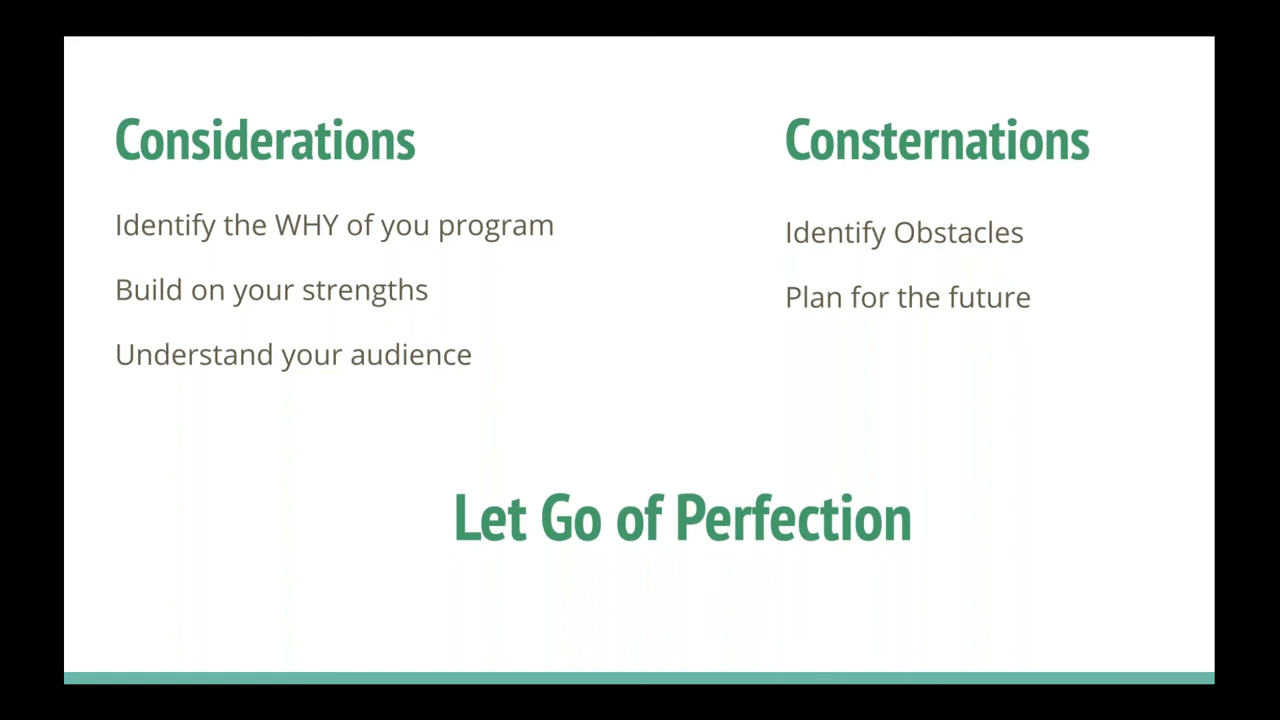 Considerations
Identify the WHY of you program
Build on your strengths
Understand your audience
Consternations
Identify Obstacles
Plan for the future
Let Go of Perfection